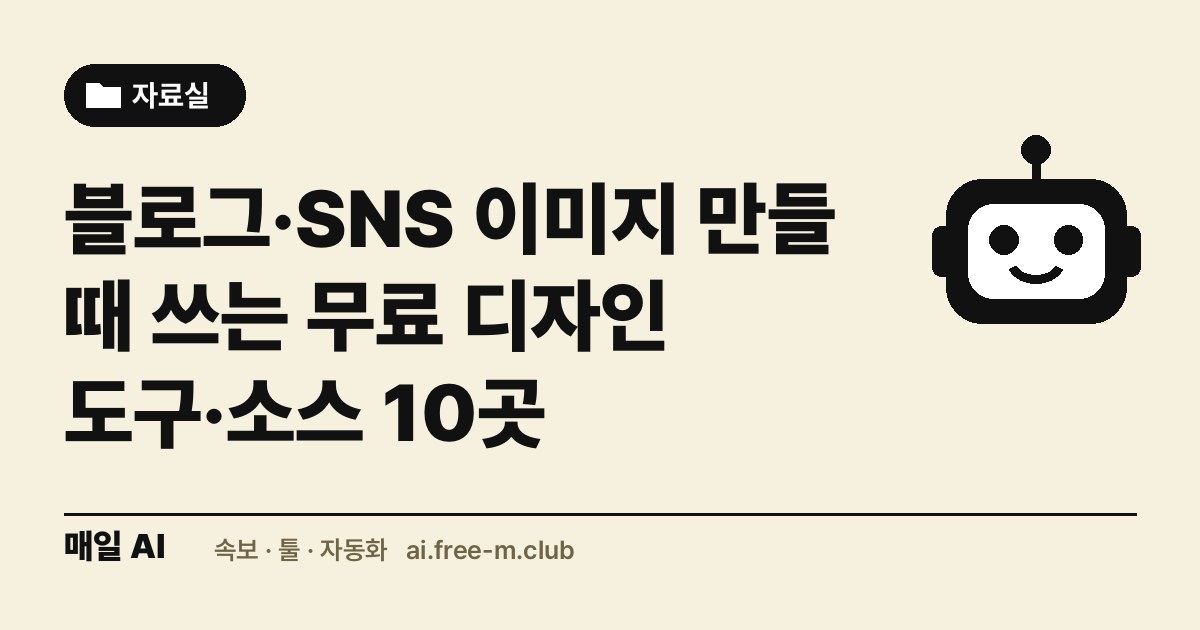 자료실
블로그·SNS 이미지 만들
때 쓰는 무료 디자인
도구·소스 10곳
매일 AI 속보 · 툴 · 자동화 ai.free-m.club